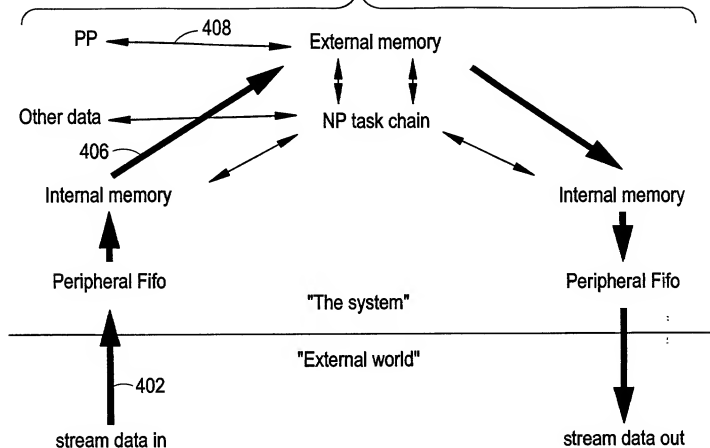 PP
408
External memory
Other data
NP task chain
406
Internal memory
Internal memory
Peripheral Fifo
Peripheral Fifo
"The system"
"External world"
402
stream data in
stream data out